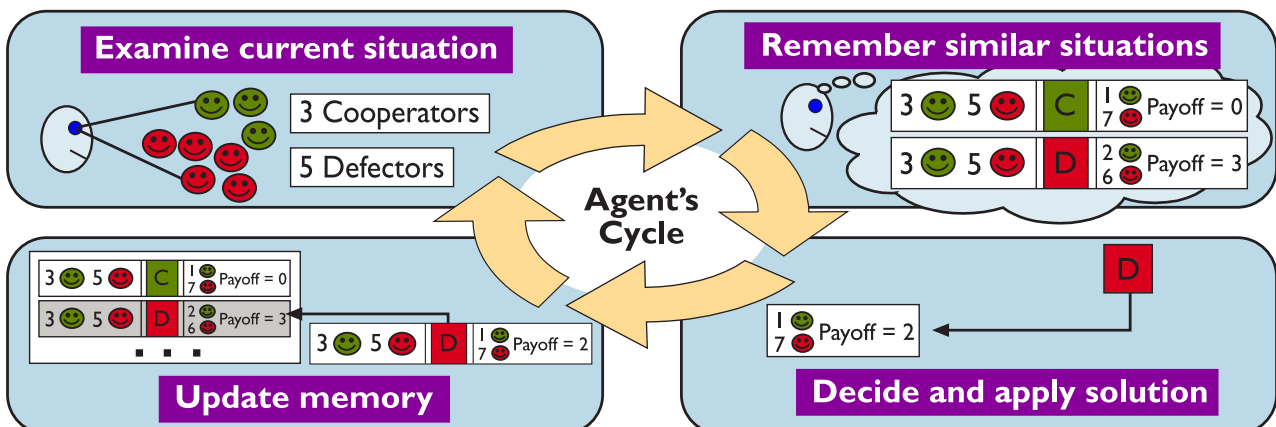 Examine current situation
3 Cooperators
5 Defectors
Remember similar situations
3 5 C 1 7 Payoff = 0
3 5 D 2 6 Payoff = 3
Agent's
Cycle
D
1 7 Payoff = 2
Decide and apply solution
3 5 C 1 7 Payoff = 0
3 5 D 2 6 Payoff = 3
. . .
3 5 D 1 7 Payoff = 2
Update memory